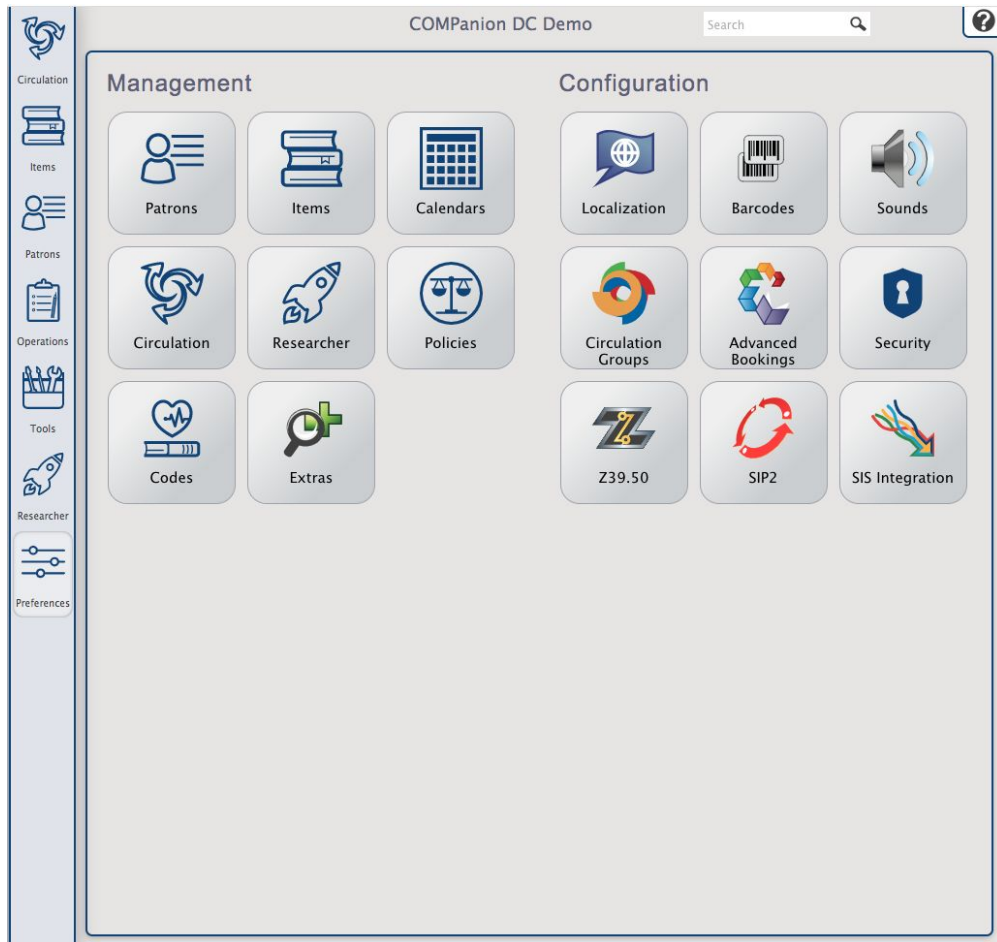 COMPanion DC Demo
Search
?
Circulation
Items
Patrons
Operations
Tools
Researcher
Preferences
Management
Patrons
Items
Calendars
Circulation
Researcher
Policies
Codes
Extras
Configuration
Localization
Barcodes
Sounds
Circulation
Groups
Advanced
Bookings
Security
Z
Z39.50
SIP2
SIS Integration